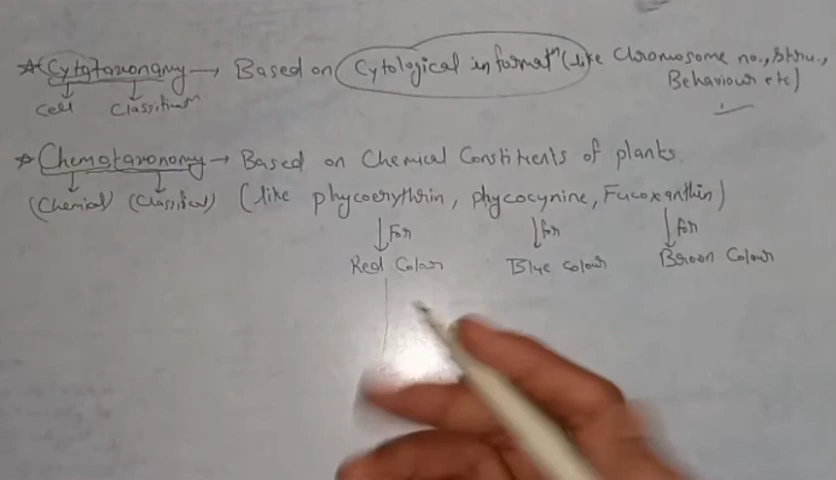 ☆ Cytotaxonomy → Based on Cytological informatⁿ (like Chromosome no., stru.,
Behaviour etc)
Cell Classificatⁿ
☆ Chemotaxonomy → Based on Chemical Constituents of plants.
(Chemical) (Classifical) (like phycoerythrin, phycocynine, Fucoxanthin)
For for for
Red Colour Blue colour Brown Colour